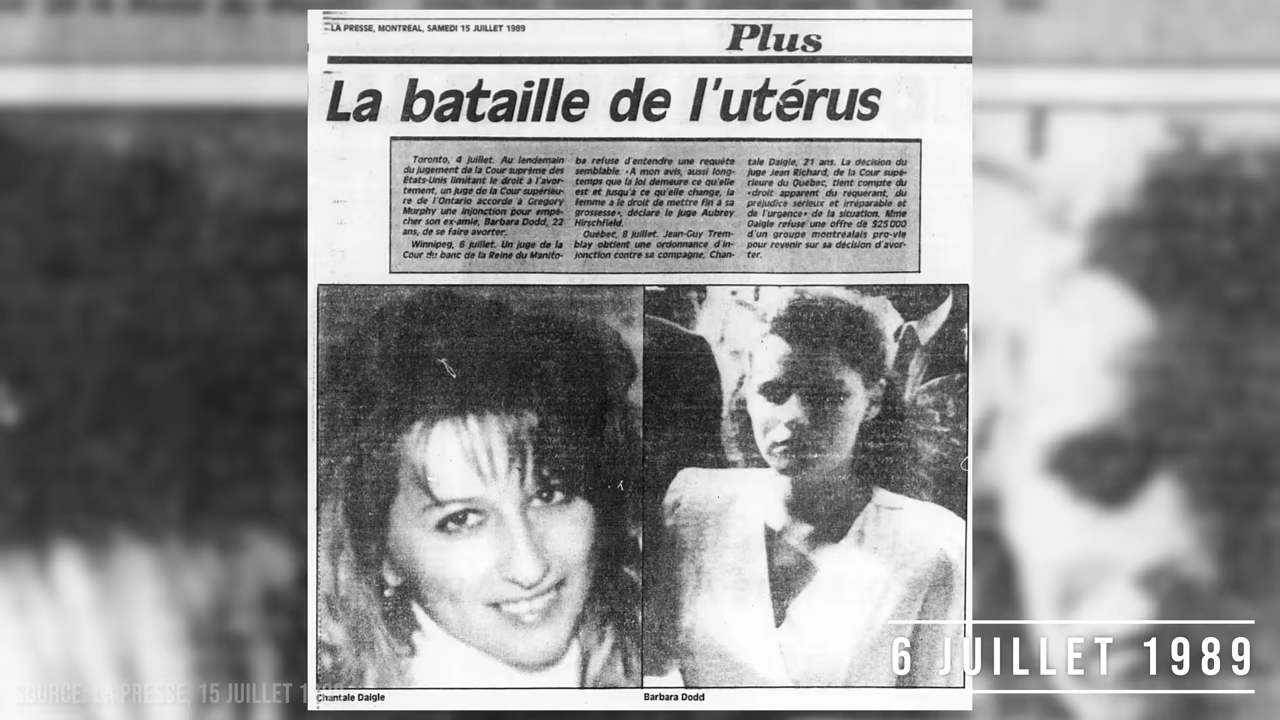 LA PRESSE, MONTRÉAL, SAMEDI 15 JUILLET 1989
Plus
La bataille de l'utérus
Toronto, 4 juillet. Au lendemain
du jugement de la Cour suprême des
États-Unis limitant le droit à l'avor-
tement, un juge de la Cour supérieu-
re de l'Ontario accorde à Gregory
Murphy une injonction pour empê-
cher son ex-amie, Barbara Dodd, 22
ans, de se faire avorter.
Winnipeg, 6 juillet. Un juge de la
Cour du banc de la Reine du Manito-
ba refuse d'entendre une requête
semblable. «A mon avis, aussi long-
temps que la loi demeure ce qu'elle
est et jusqu'à ce qu'elle change, la
femme a le droit de mettre fin à sa
grossesse», déclare le juge Aubrey
Hirschfield.
Québec, 8 juillet. Jean-Guy Trem-
blay obtient une ordonnance d'in-
jonction contre sa compagne, Chan-
tale Daigle, 21 ans. La décision du
juge Jean Richard, de la Cour supé-
rieure du Québec, tient compte du
«droit apparent du requérant, du
préjudice sérieux et irréparable et
de l'urgence» de la situation. Mme
Daigle refuse une offre de $25 000
d'un groupe montréalais pro-vie
pour revenir sur sa décision d'avor-
ter.
6 JUILLET 1989
SOURCE: LA PRESSE, 15 JUILLET 1989
Chantale Daigle
Barbara Dodd